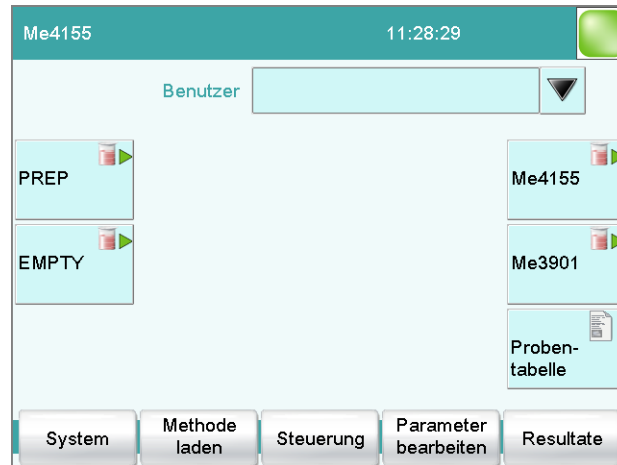 Me4155 11:28:29
Benutzer
PREP
Me4155
EMPTY
Me3901
Proben-
tabelle
System
Methode
laden
Steuerung
Parameter
bearbeiten
Resultate